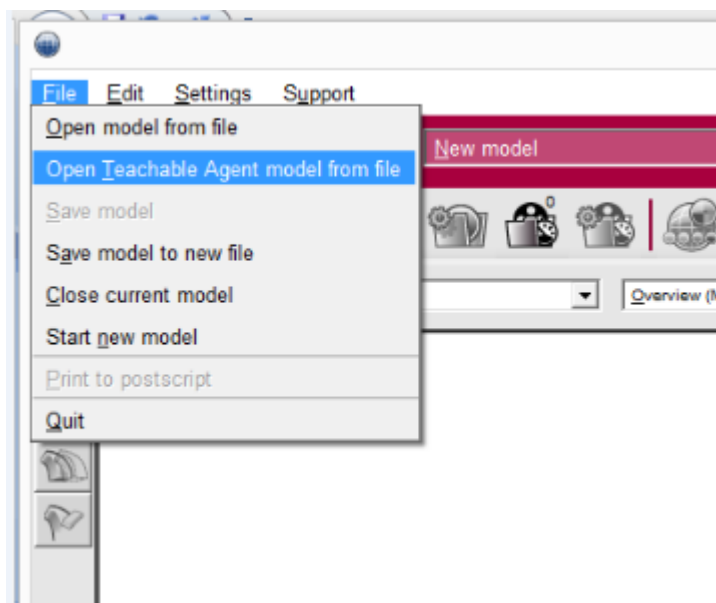 File Edit Settings Support
Open model from file
New model
Open Teachable Agent model from file
Save model
0
Save model to new file
Close current model
Overview (M
Start new model
Print to postscript
Quit